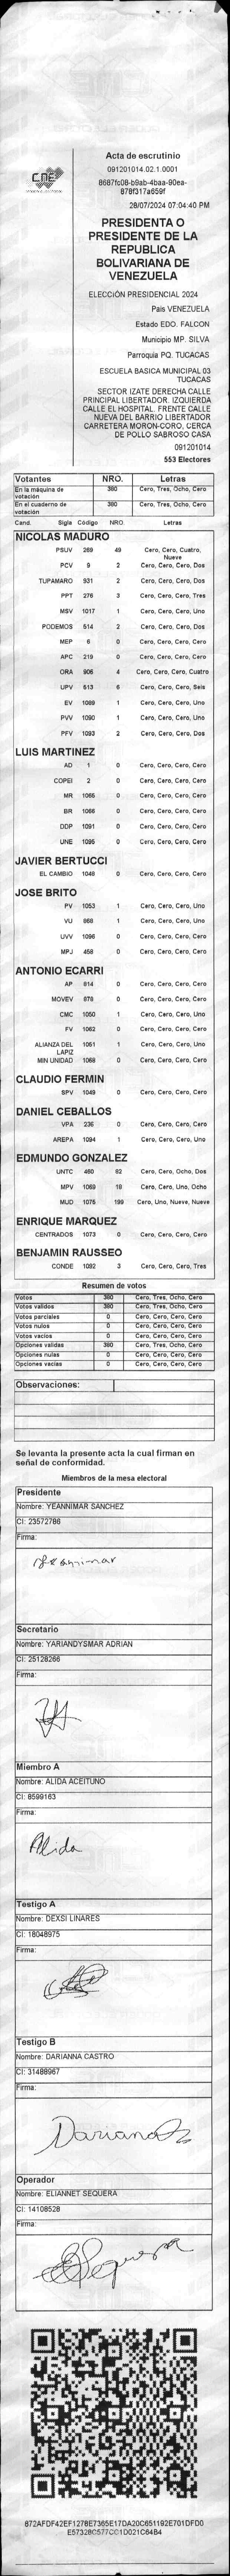 CNE
Acta de escrutinio
091201014.02.1.0001
8687fc08-b9ab-4baa-90ea-
878f317a659f
28/07/2024 07:04:40 PM
PRESIDENTA O
PRESIDENTE DE LA
REPUBLICA
BOLIVARIANA DE
VENEZUELA
ELECCIÓN PRESIDENCIAL 2024
País VENEZUELA
Estado EDO. FALCON
Municipio MP. SILVA
Parroquia PQ. TUCACAS
ESCUELA BASICA MUNICIPAL 03
TUCACAS
SECTOR IZATE DERECHA CALLE
PRINCIPAL LIBERTADOR. IZQUIERDA
CALLE EL HOSPITAL. FRENTE CALLE
NUEVA DEL BARRIO LIBERTADOR
CARRETERA MORON-CORO, CERCA
DE POLLO SABROSO CASA
091201014
553 Electores
Votantes NRO. Letras
En la máquina de votación 380 Cero, Tres, Ocho, Cero
En el cuaderno de votación 380 Cero, Tres, Ocho, Cero
Cand. Sigla Código NRO. Letras
NICOLAS MADURO
PSUV 269 49 Cero, Cero, Cuatro, Nueve
PCV 9 2 Cero, Cero, Cero, Dos
TUPAMARO 931 2 Cero, Cero, Cero, Dos
PPT 276 3 Cero, Cero, Cero, Tres
MSV 1017 1 Cero, Cero, Cero, Uno
PODEMOS 514 2 Cero, Cero, Cero, Dos
MEP 6 0 Cero, Cero, Cero, Cero
APC 219 0 Cero, Cero, Cero, Cero
ORA 906 4 Cero, Cero, Cero, Cuatro
UPV 513 6 Cero, Cero, Cero, Seis
EV 1089 1 Cero, Cero, Cero, Uno
PVV 1090 1 Cero, Cero, Cero, Uno
PFV 1093 2 Cero, Cero, Cero, Dos
LUIS MARTINEZ
AD 1 0 Cero, Cero, Cero, Cero
COPEI 2 0 Cero, Cero, Cero, Cero
MR 1065 0 Cero, Cero, Cero, Cero
BR 1066 0 Cero, Cero, Cero, Cero
DDP 1091 0 Cero, Cero, Cero, Cero
UNE 1095 0 Cero, Cero, Cero, Cero
JAVIER BERTUCCI
EL CAMBIO 1048 0 Cero, Cero, Cero, Cero
JOSE BRITO
PV 1053 1 Cero, Cero, Cero, Uno
VU 868 1 Cero, Cero, Cero, Uno
UVV 1096 0 Cero, Cero, Cero, Cero
MPJ 458 0 Cero, Cero, Cero, Cero
ANTONIO ECARRI
AP 814 0 Cero, Cero, Cero, Cero
MOVEV 879 0 Cero, Cero, Cero, Cero
CMC 1050 1 Cero, Cero, Cero, Uno
FV 1062 0 Cero, Cero, Cero, Cero
ALIANZA DEL LAPIZ 1051 1 Cero, Cero, Cero, Uno
MIN UNIDAD 1068 0 Cero, Cero, Cero, Cero
CLAUDIO FERMIN
SPV 1049 0 Cero, Cero, Cero, Cero
DANIEL CEBALLOS
VPA 236 0 Cero, Cero, Cero, Cero
AREPA 1094 1 Cero, Cero, Cero, Uno
EDMUNDO GONZALEZ
UNTC 460 82 Cero, Cero, Ocho, Dos
MPV 1069 18 Cero, Cero, Uno, Ocho
MUD 1075 199 Cero, Uno, Nueve, Nueve
ENRIQUE MARQUEZ
CENTRADOS 1073 0 Cero, Cero, Cero, Cero
BENJAMIN RAUSSEO
CONDE 1092 3 Cero, Cero, Cero, Tres
Resumen de votos
Votos 380 Cero, Tres, Ocho, Cero
Votos validos 380 Cero, Tres, Ocho, Cero
Votos parciales 0 Cero, Cero, Cero, Cero
Votos nulos 0 Cero, Cero, Cero, Cero
Votos vacíos 0 Cero, Cero, Cero, Cero
Opciones validas 380 Cero, Tres, Ocho, Cero
Opciones nulas 0 Cero, Cero, Cero, Cero
Opciones vacías 0 Cero, Cero, Cero, Cero
Observaciones:
Se levanta la presente acta la cual firman en
señal de conformidad.
Miembros de la mesa electoral
Presidente
Nombre: YEANNIMAR SANCHEZ
CI: 23572786
Firma:
Secretario
Nombre: YARIANDYSMAR ADRIAN
CI: 25128266
Firma:
Miembro A
Nombre: ALIDA ACEITUNO
CI: 8599163
Firma:
Alida
Testigo A
Nombre: DEXSI LINARES
CI: 18048975
Firma:
Testigo B
Nombre: DARIANNA CASTRO
CI: 31488967
Firma:
Operador
Nombre: ELIANNET SEQUERA
CI: 14108528
Firma:
872AFDF42EF1278E7365E17DA20C651192E701DFD0
E57328C577CC1D021C64B4